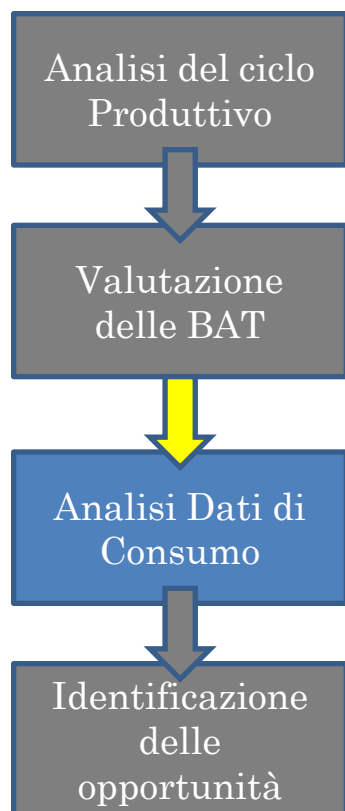 Analisi del ciclo
Produttivo
Valutazione
delle BAT
Analisi Dati di
Consumo
Identificazione
delle
opportunità